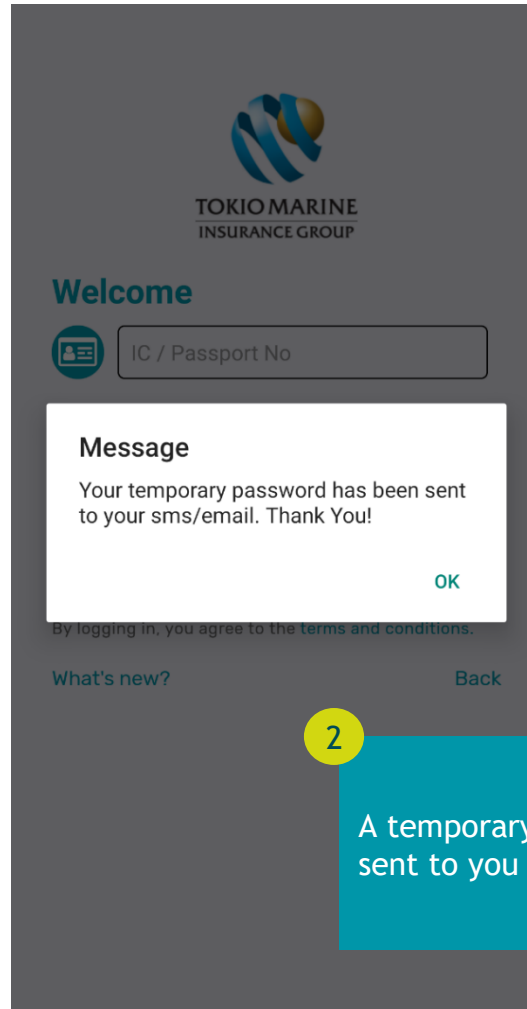 TOKIO MARINE
INSURANCE GROUP
Welcome
IC / Passport No
Message
Your temporary password has been sent
to your sms/email. Thank You!
OK
By logging in, you agree to the terms and conditions.
What's new?
Back
2
A temporary
sent to you